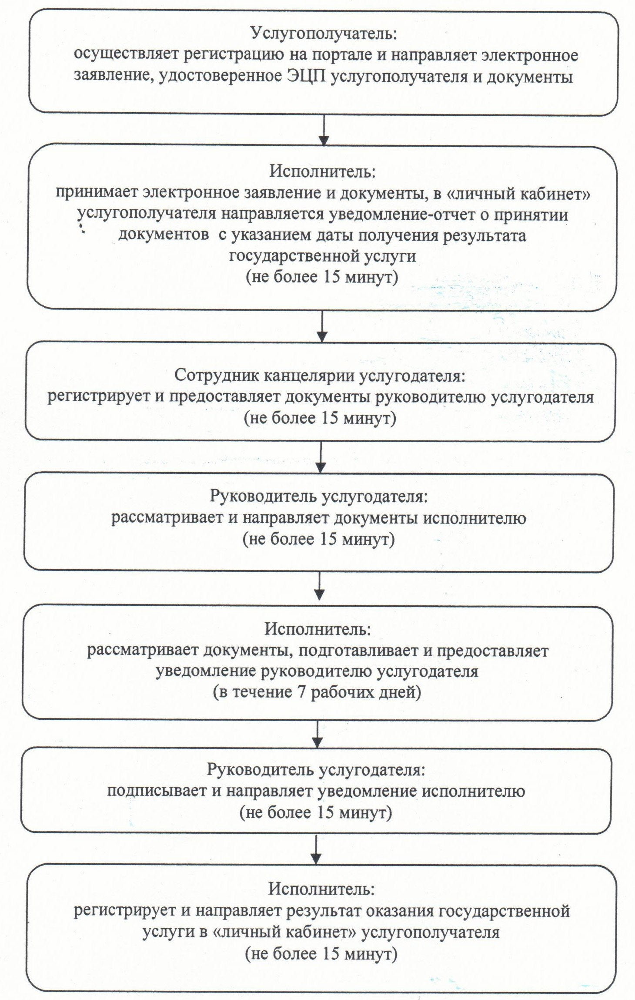 Услугополучатель:
осуществляет регистрацию на портале и направляет электронное
заявление, удостоверенное ЭЦП услугополучателя и документы
Исполнитель:
принимает электронное заявление и документы, в «личный кабинет»
услугополучателя направляется уведомление-отчет о принятии
документов с указанием даты получения результата
государственной услуги
(не более 15 минут)
Сотрудник канцелярии услугодателя:
регистрирует и предоставляет документы руководителю услугодателя
(не более 15 минут)
Руководитель услугодателя:
рассматривает и направляет документы исполнителю
(не более 15 минут)
Исполнитель:
рассматривает документы, подготавливает и предоставляет
уведомление руководителю услугодателя
(в течение 7 рабочих дней)
Руководитель услугодателя:
подписывает и направляет уведомление исполнителю
(не более 15 минут)
Исполнитель:
регистрирует и направляет результат оказания государственной
услуги в «личный кабинет» услугополучателя
(не более 15 минут)